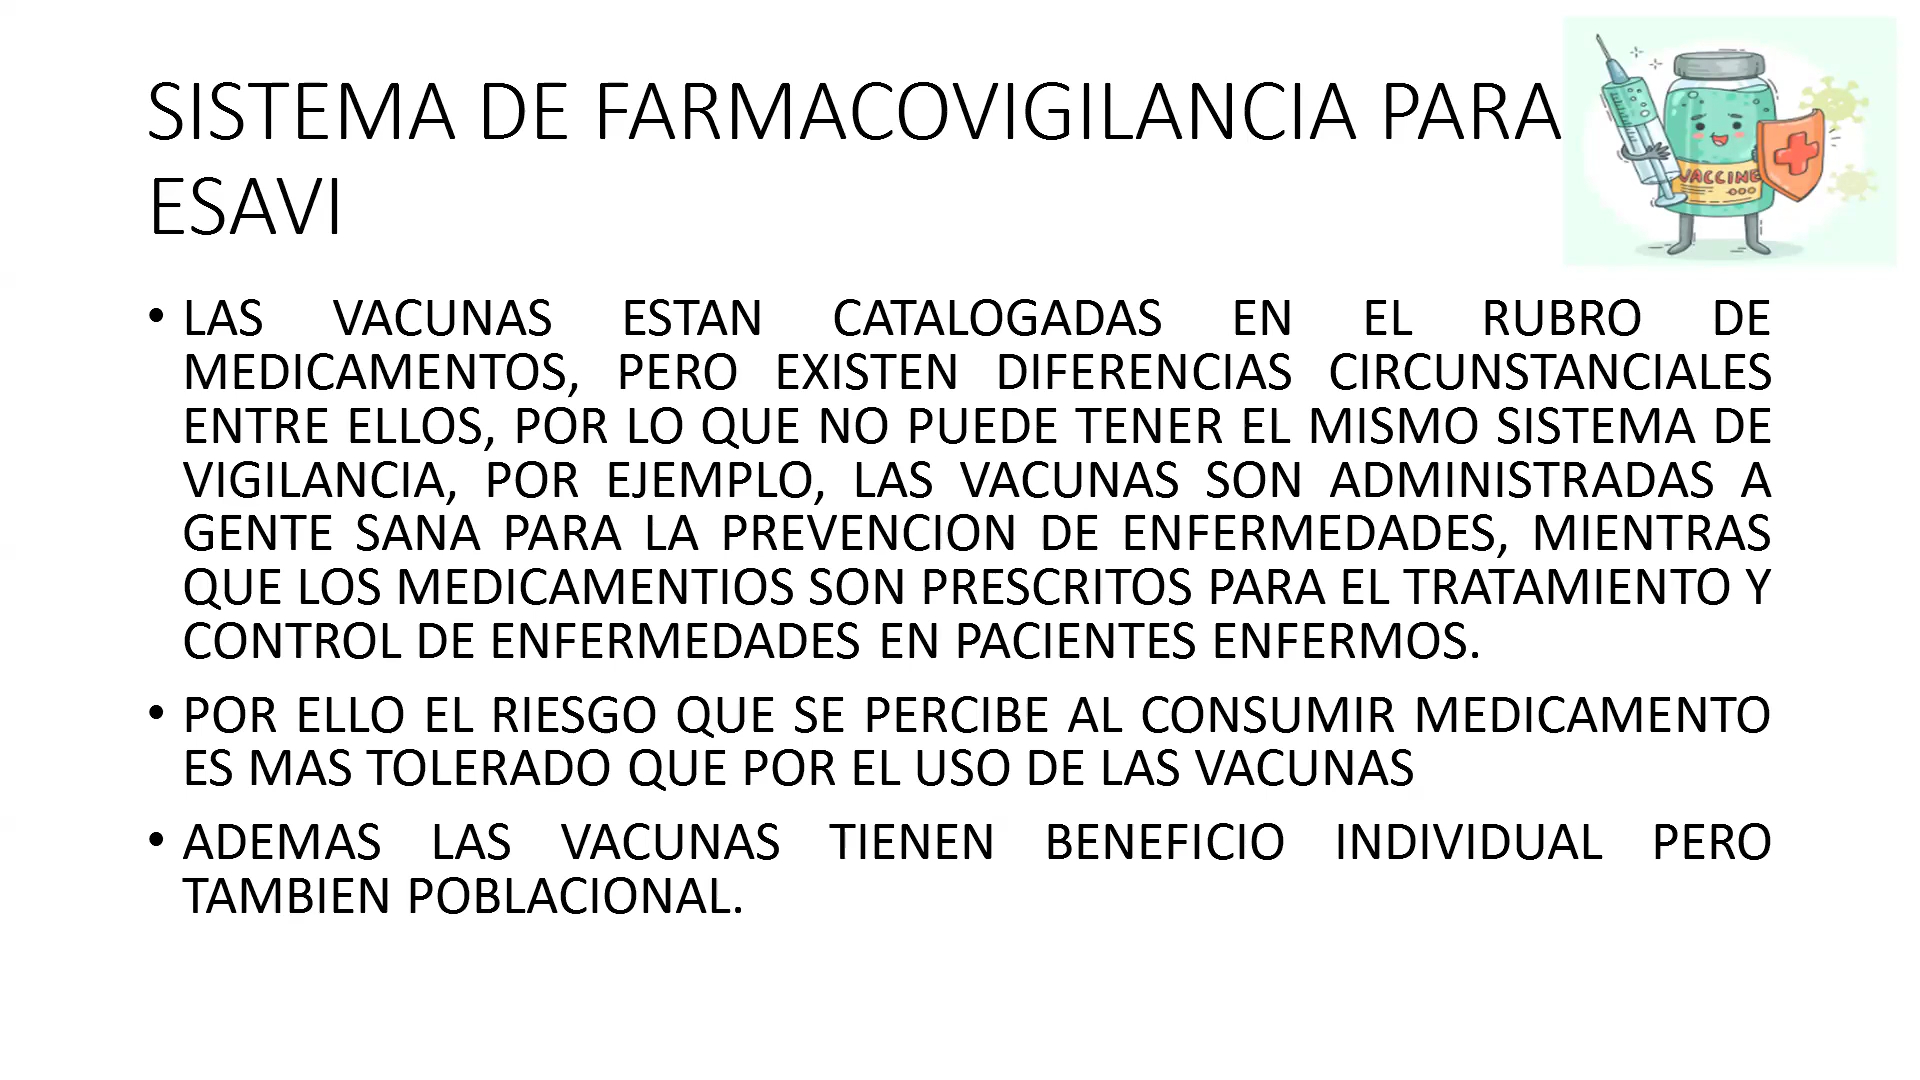 SISTEMA DE FARMACOVIGILANCIA PARA
ESAVI
VACCINE
• LAS VACUNAS ESTAN CATALOGADAS EN EL RUBRO DE
MEDICAMENTOS, PERO EXISTEN DIFERENCIAS CIRCUNSTANCIALES
ENTRE ELLOS, POR LO QUE NO PUEDE TENER EL MISMO SISTEMA DE
VIGILANCIA, POR EJEMPLO, LAS VACUNAS SON ADMINISTRADAS A
GENTE SANA PARA LA PREVENCION DE ENFERMEDADES, MIENTRAS
QUE LOS MEDICAMENTIOS SON PRESCRITOS PARA EL TRATAMIENTO Y
CONTROL DE ENFERMEDADES EN PACIENTES ENFERMOS.
• POR ELLO EL RIESGO QUE SE PERCIBE AL CONSUMIR MEDICAMENTO
ES MAS TOLERADO QUE POR EL USO DE LAS VACUNAS
• ADEMAS LAS VACUNAS TIENEN BENEFICIO INDIVIDUAL PERO
TAMBIEN POBLACIONAL.